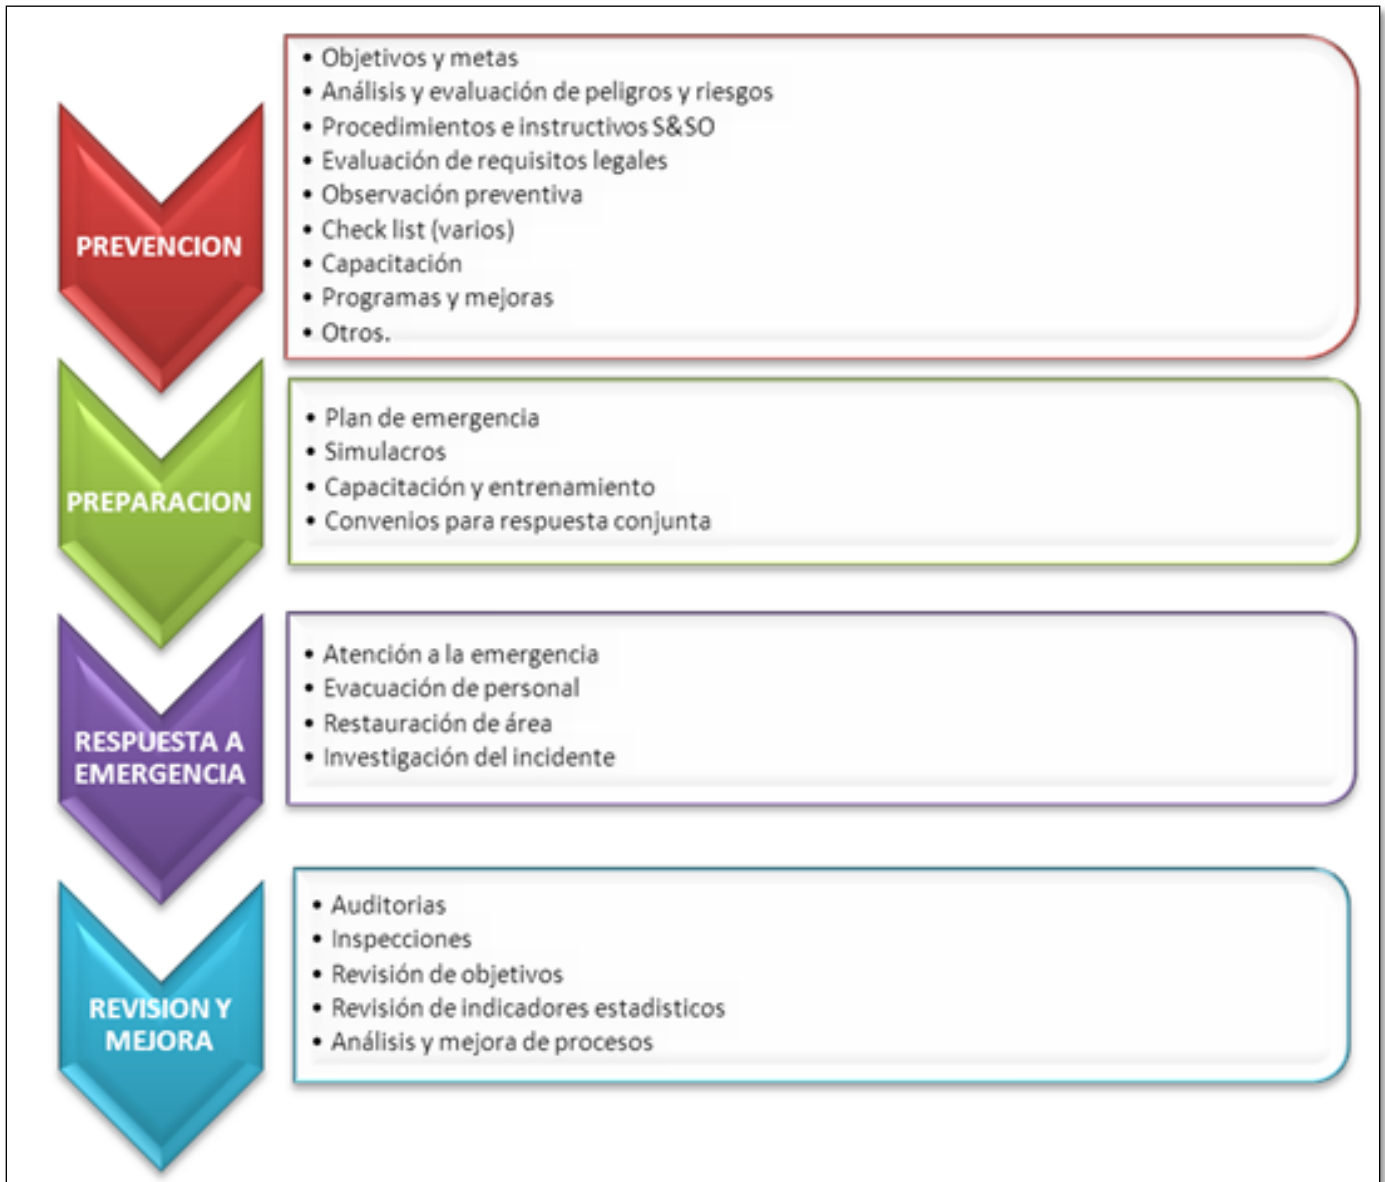 PREVENCION
• Objetivos y metas
• Análisis y evaluación de peligros y riesgos
• Procedimientos e instructivos S&SO
• Evaluación de requisitos legales
• Observación preventiva
• Check list (varios)
• Capacitación
• Programas y mejoras
• Otros.
PREPARACION
• Plan de emergencia
• Simulacros
• Capacitación y entrenamiento
• Convenios para respuesta conjunta
RESPUESTA A
EMERGENCIA
• Atención a la emergencia
• Evacuación de personal
• Restauración de área
• Investigación del incidente
REVISION Y
MEJORA
• Auditorias
• Inspecciones
• Revisión de objetivos
• Revisión de indicadores estadisticos
• Análisis y mejora de procesos